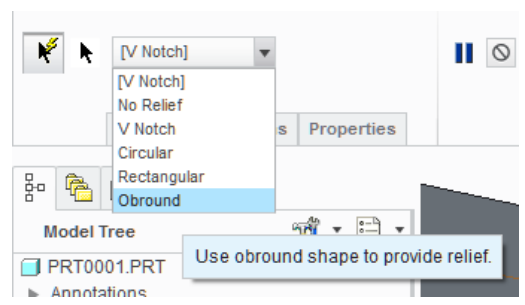 [V Notch]
[V Notch]
No Relief
V Notch
Circular
Rectangular
Obround
s Properties
Model Tree
Use obround shape to provide relief.
PRT0001.PRT
Annotations